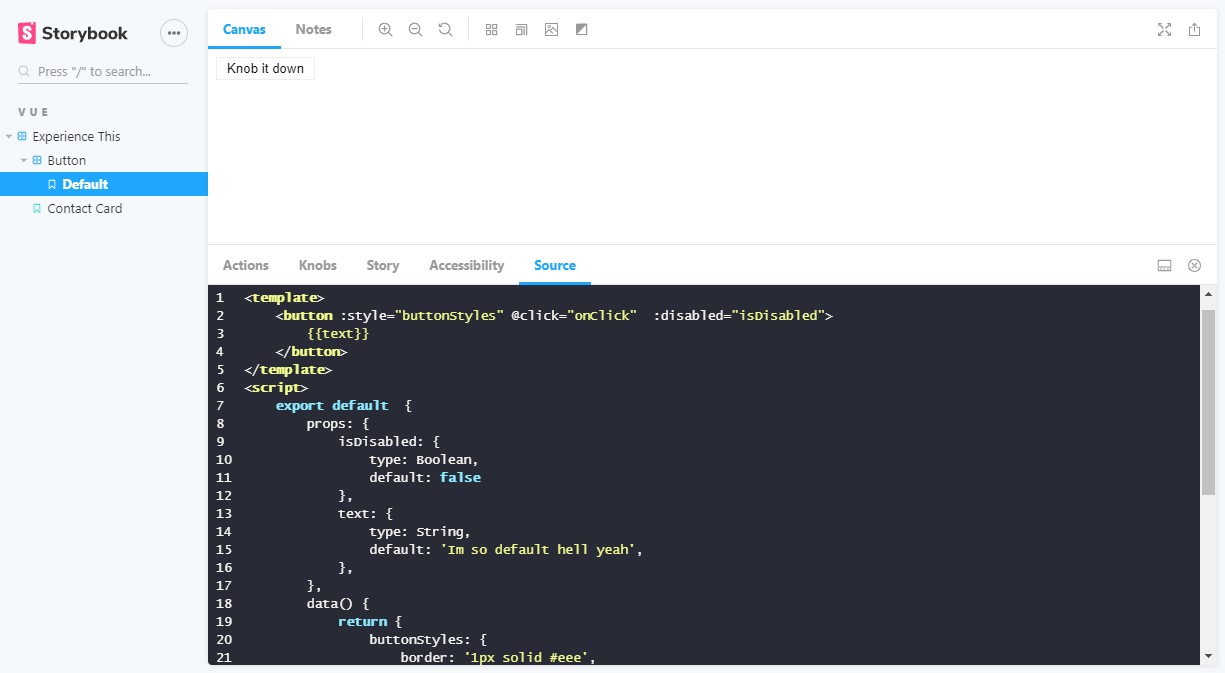 Storybook
Press "/" to search...
VUE
Experience This
Button
Default
Contact Card
Canvas Notes
Knob it down
Actions Knobs Story Accessibility Source
1 <template>
2     <button :style="buttonStyles" @click="onClick"  :disabled="isDisabled">
3         {{text}}
4     </button>
5 </template>
6 <script>
7     export default  {
8         props: {
9             isDisabled: {
10                 type: Boolean,
11                 default: false
12             },
13             text: {
14                 type: String,
15                 default: 'Im so default hell yeah',
16             },
17         },
18         data() {
19             return {
20                 buttonStyles: {
21                     border: '1px solid #eee',